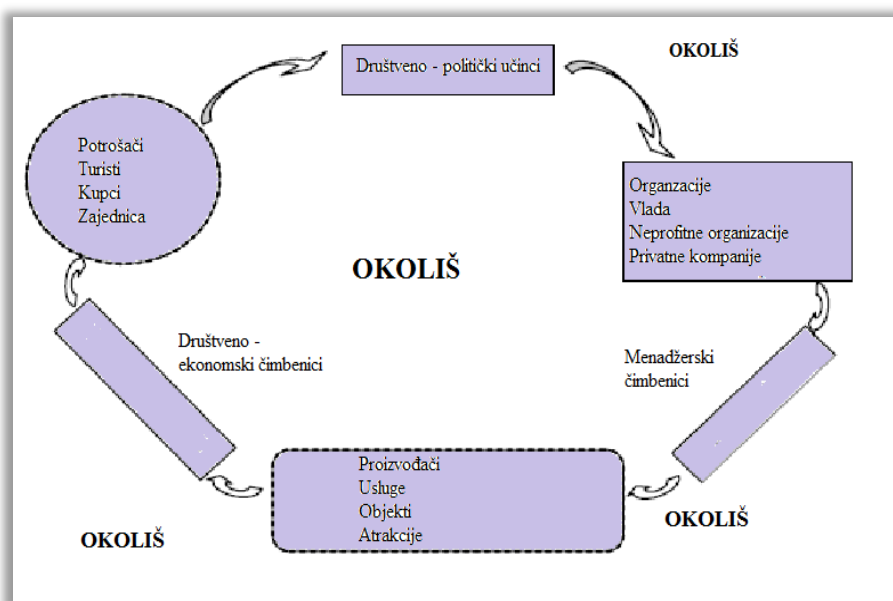 OKOLIŠ
Društveno - politički učinci
Potrošači
Turisti
Kupci
Zajednica
Organzacije
Vlada
Neprofitne organizacije
Privatne kompanije
OKOLIŠ
Društveno -
ekonomski čimbenici
Menadžerski
čimbenici
Proizvođači
Usluge
Objekti
Atrakcije
OKOLIŠ
OKOLIŠ